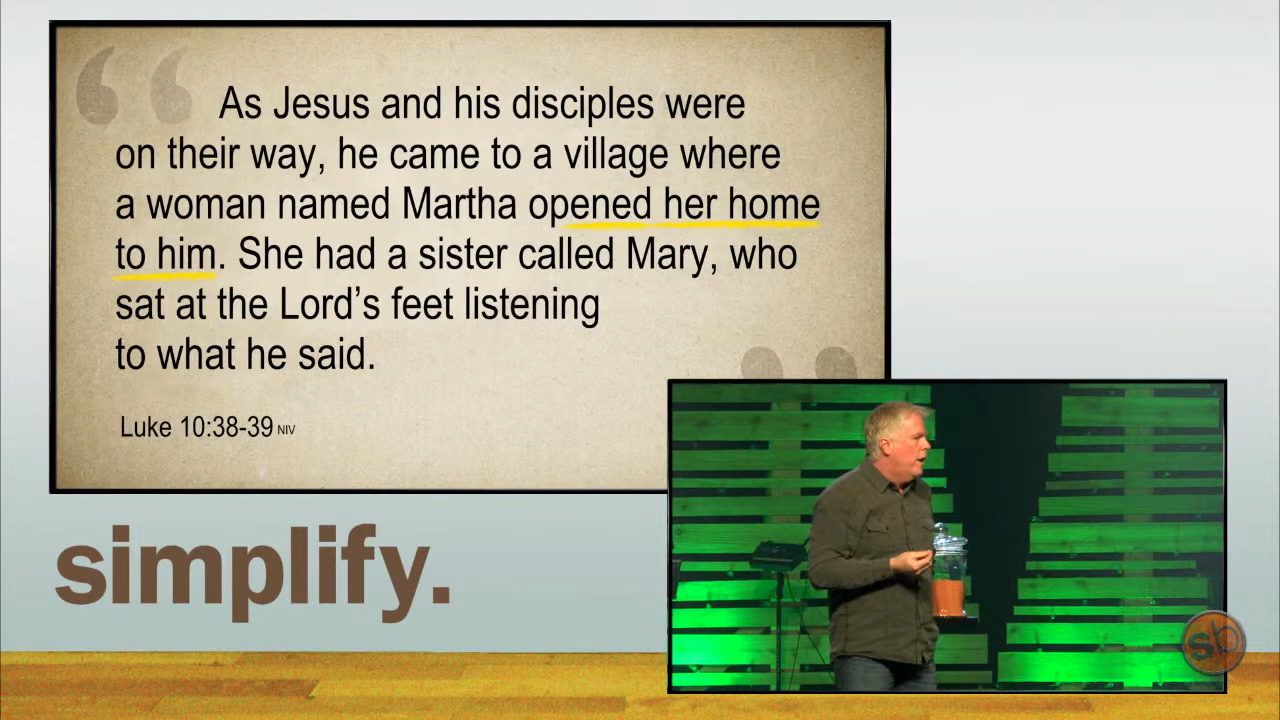 As Jesus and his disciples were
on their way, he came to a village where
a woman named Martha opened her home
to him. She had a sister called Mary, who
sat at the Lord’s feet listening
to what he said.
Luke 10:38-39 NIV
simplify.
sb